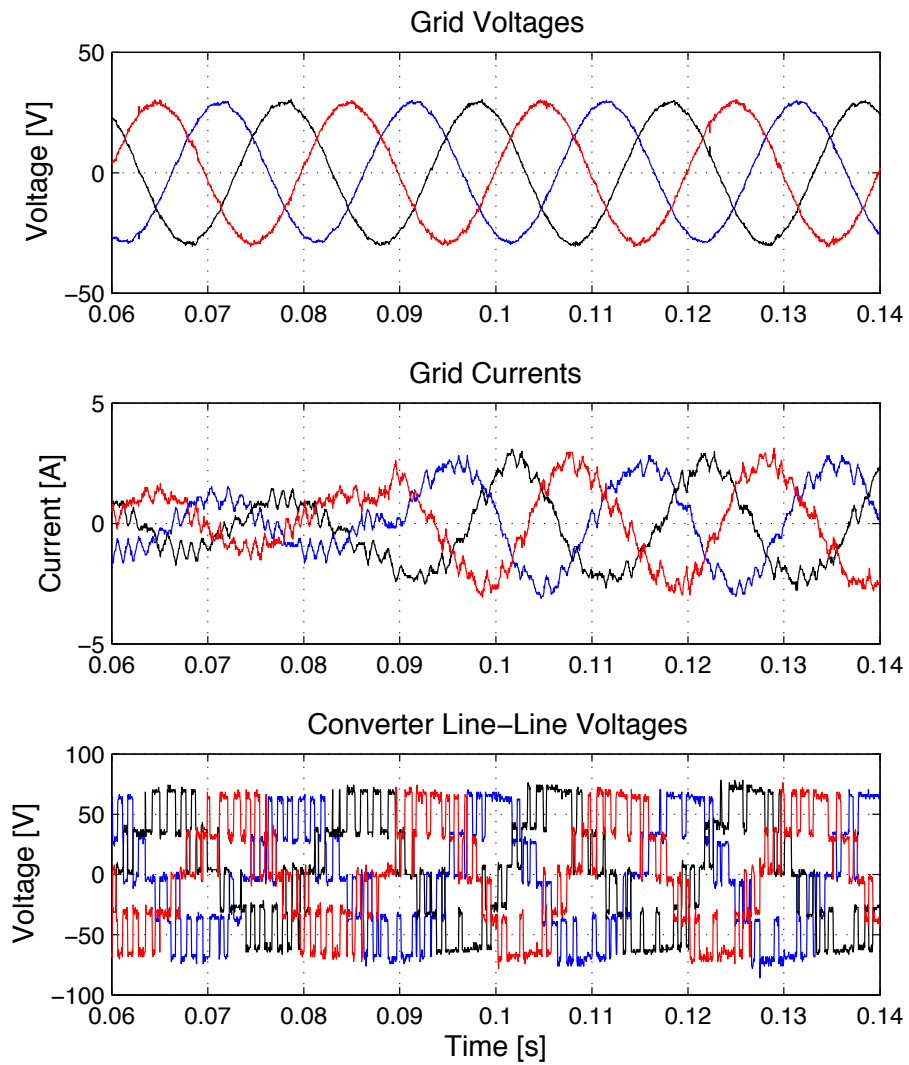 Grid Voltages
Voltage [V]
50
0
−50
0.06 0.07 0.08 0.09 0.1 0.11 0.12 0.13 0.14
Grid Currents
Current [A]
5
0
−5
0.06 0.07 0.08 0.09 0.1 0.11 0.12 0.13 0.14
Converter Line−Line Voltages
Voltage [V]
100
50
0
−50
−100
0.06 0.07 0.08 0.09 0.1 0.11 0.12 0.13 0.14
Time [s]